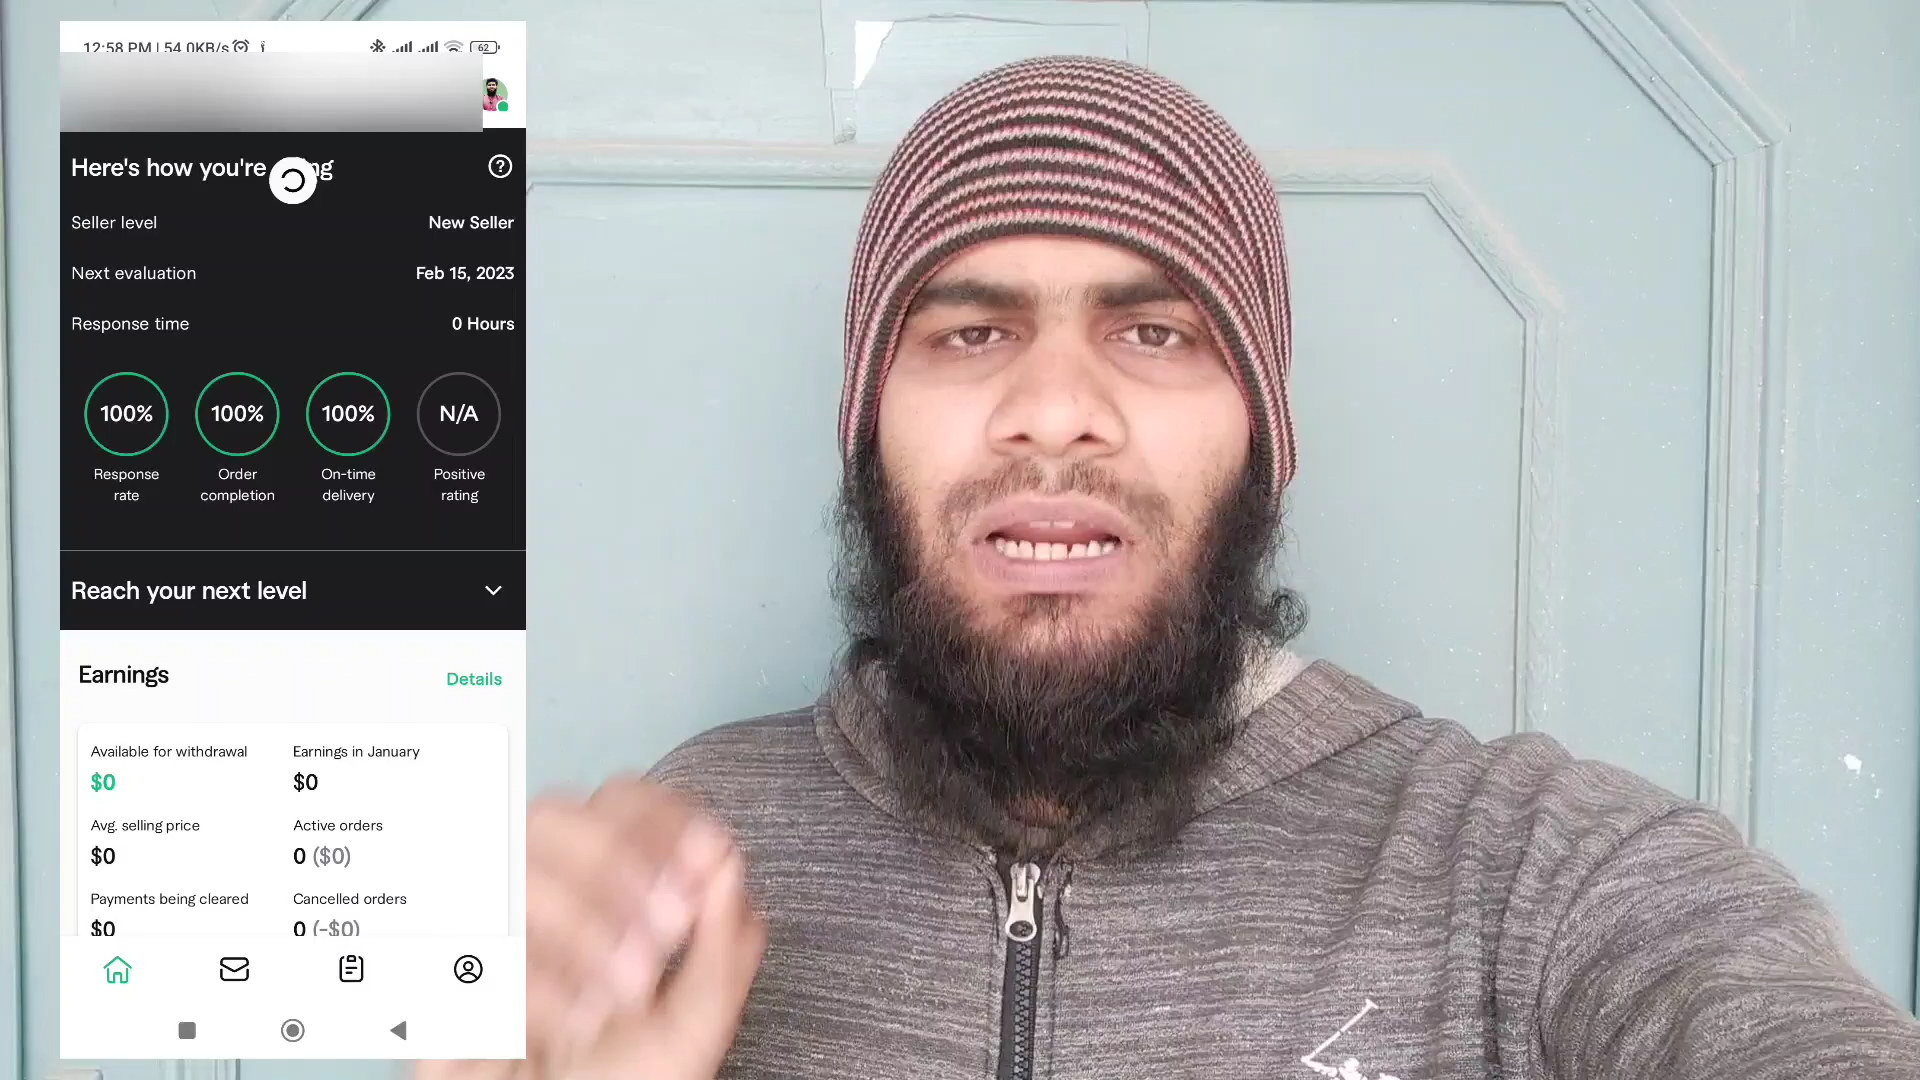 12:58 PM | 54.0KB/s
62
Here's how you're
ng
Seller level
New Seller
Next evaluation
Feb 15, 2023
Response time
0 Hours
100%
100%
100%
N/A
Response rate
Order completion
On-time delivery
Positive rating
Reach your next level
Earnings
Details
Available for withdrawal
Earnings in January
$0
$0
Avg. selling price
Active orders
$0
0 ($0)
Payments being cleared
Cancelled orders
$0
0 (-$0)